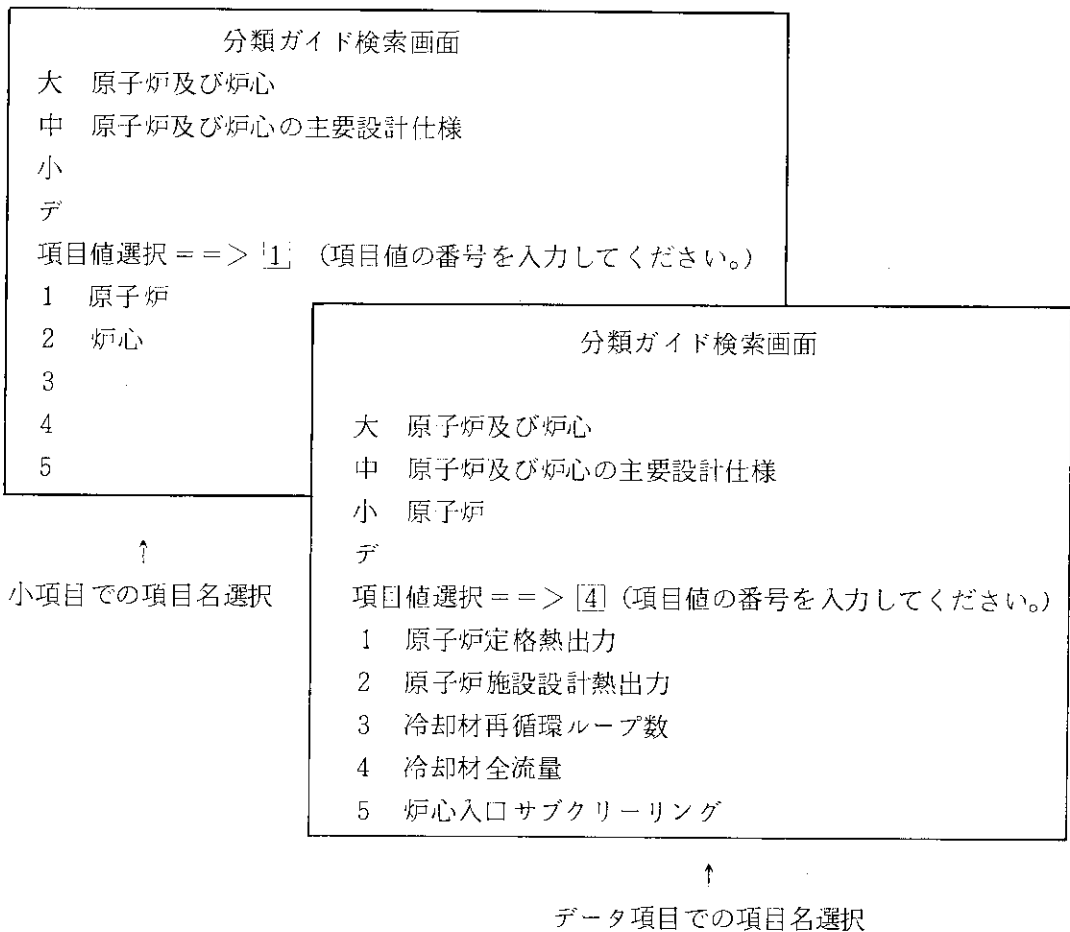 分類ガイド検索画面
大 原子炉及び炉心
中 原子炉及び炉心の主要設計仕様
小
デ
項目値選択==> 1 (項目値の番号を入力してください。)
1 原子炉
2 炉心
3
4
5
↑
小項目での項目名選択
分類ガイド検索画面
大 原子炉及び炉心
中 原子炉及び炉心の主要設計仕様
小 原子炉
デ
項目値選択==> 4 (項目値の番号を入力してください。)
1 原子炉定格熱出力
2 原子炉施設設計熱出力
3 冷却材再循環ループ数
4 冷却材全流量
5 炉心入口サブクリーリング
↑
データ項目での項目名選択